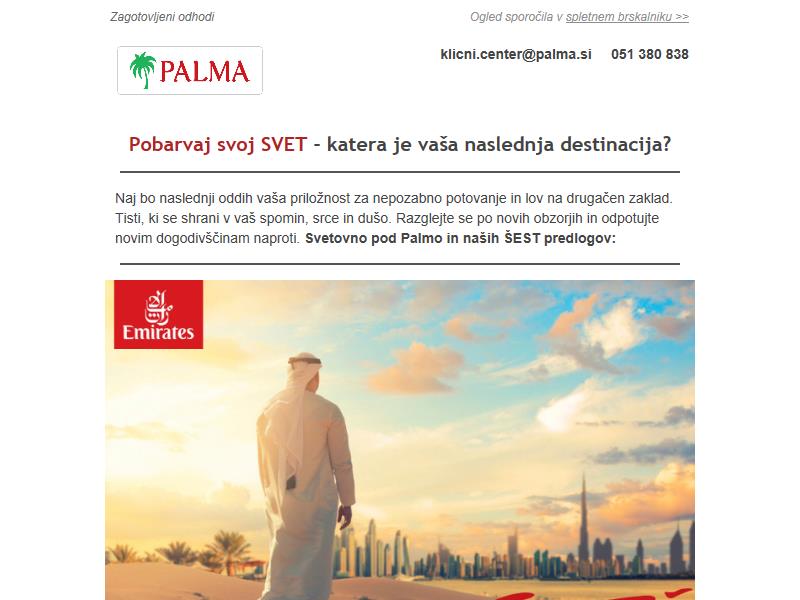 Zagotovljeni odhodi
Ogled sporočila v spletnem brskalniku >>
PALMA
klicni.center@palma.si 051 380 838
Pobarvaj svoj SVET - katera je vaša naslednja destinacija?
Naj bo naslednji oddih vaša priložnost za nepozabno potovanje in lov na drugačen zaklad.
Tisti, ki se shrani v vaš spomin, srce in dušo. Razglejte se po novih obzorjih in odpotujte
novim dogodivščinam naproti. Svetovno pod Palmo in naših ŠEST predlogov:
Emirates